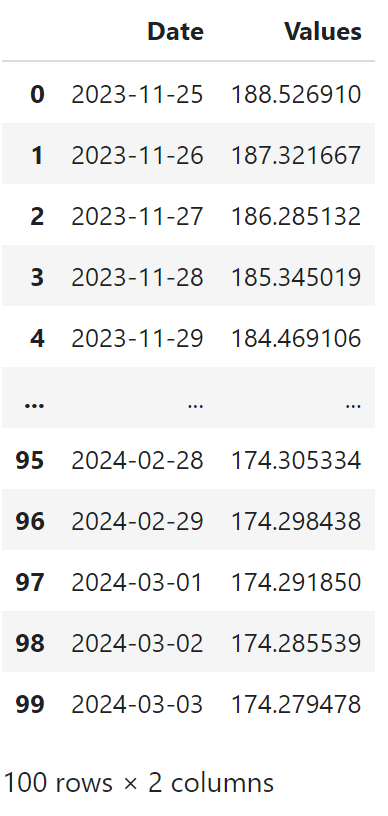 Date Values
0 2023-11-25 188.526910
1 2023-11-26 187.321667
2 2023-11-27 186.285132
3 2023-11-28 185.345019
4 2023-11-29 184.469106
... ... ...
95 2024-02-28 174.305334
96 2024-02-29 174.298438
97 2024-03-01 174.291850
98 2024-03-02 174.285539
99 2024-03-03 174.279478
100 rows × 2 columns